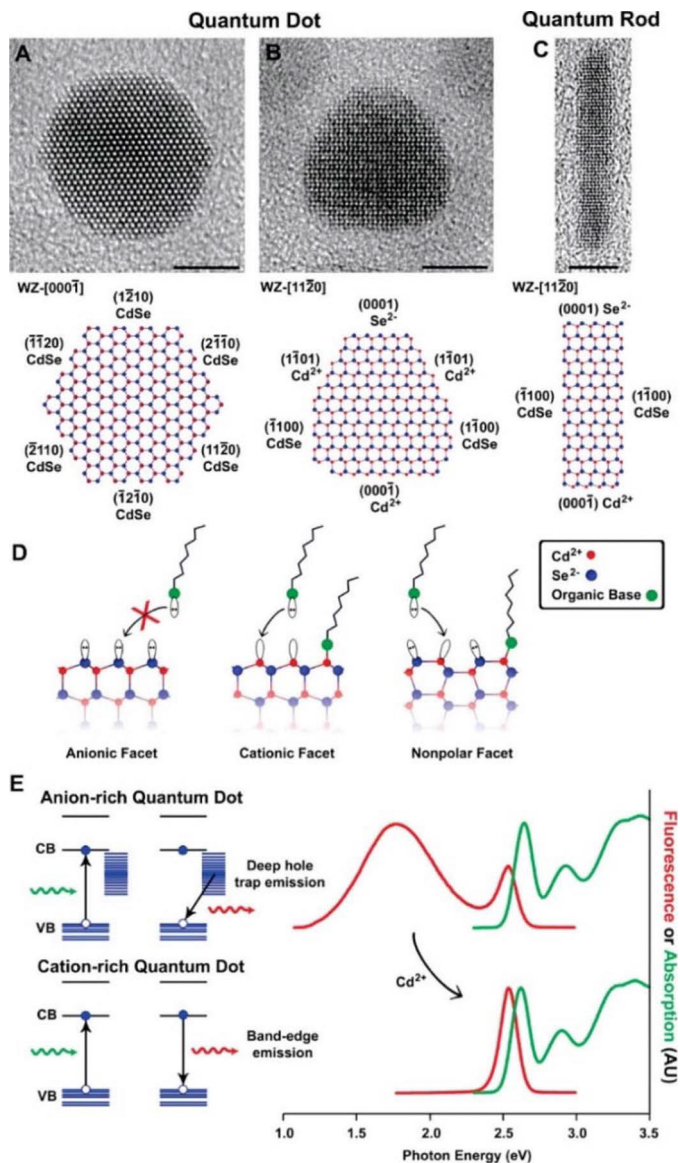 Quantum Dot
Quantum Rod
A
B
C
WZ-[0001̄]
WZ-[112̄0]
WZ-[112̄0]
(12̄10)
CdSe
(1̄1̄20)
CdSe
(21̄1̄0)
CdSe
(2̄110)
CdSe
(112̄0)
CdSe
(1̄21̄0)
CdSe
(0001)
Se2-
(11̄01)
Cd2+
(11̄01)
Cd2+
(1̄100)
CdSe
(11̄00)
CdSe
(0001̄)
Cd2+
(0001) Se2-
(1̄100)
CdSe
(11̄00)
CdSe
(0001̄) Cd2+
D
Cd2+
Se2-
Organic Base
Anionic Facet
Cationic Facet
Nonpolar Facet
E
Anion-rich Quantum Dot
CB
VB
Deep hole
trap emission
Cation-rich Quantum Dot
CB
VB
Band-edge
emission
Cd2+
Fluorescence or
Absorption (AU)
1.0 1.5 2.0 2.5 3.0 3.5
Photon Energy (eV)